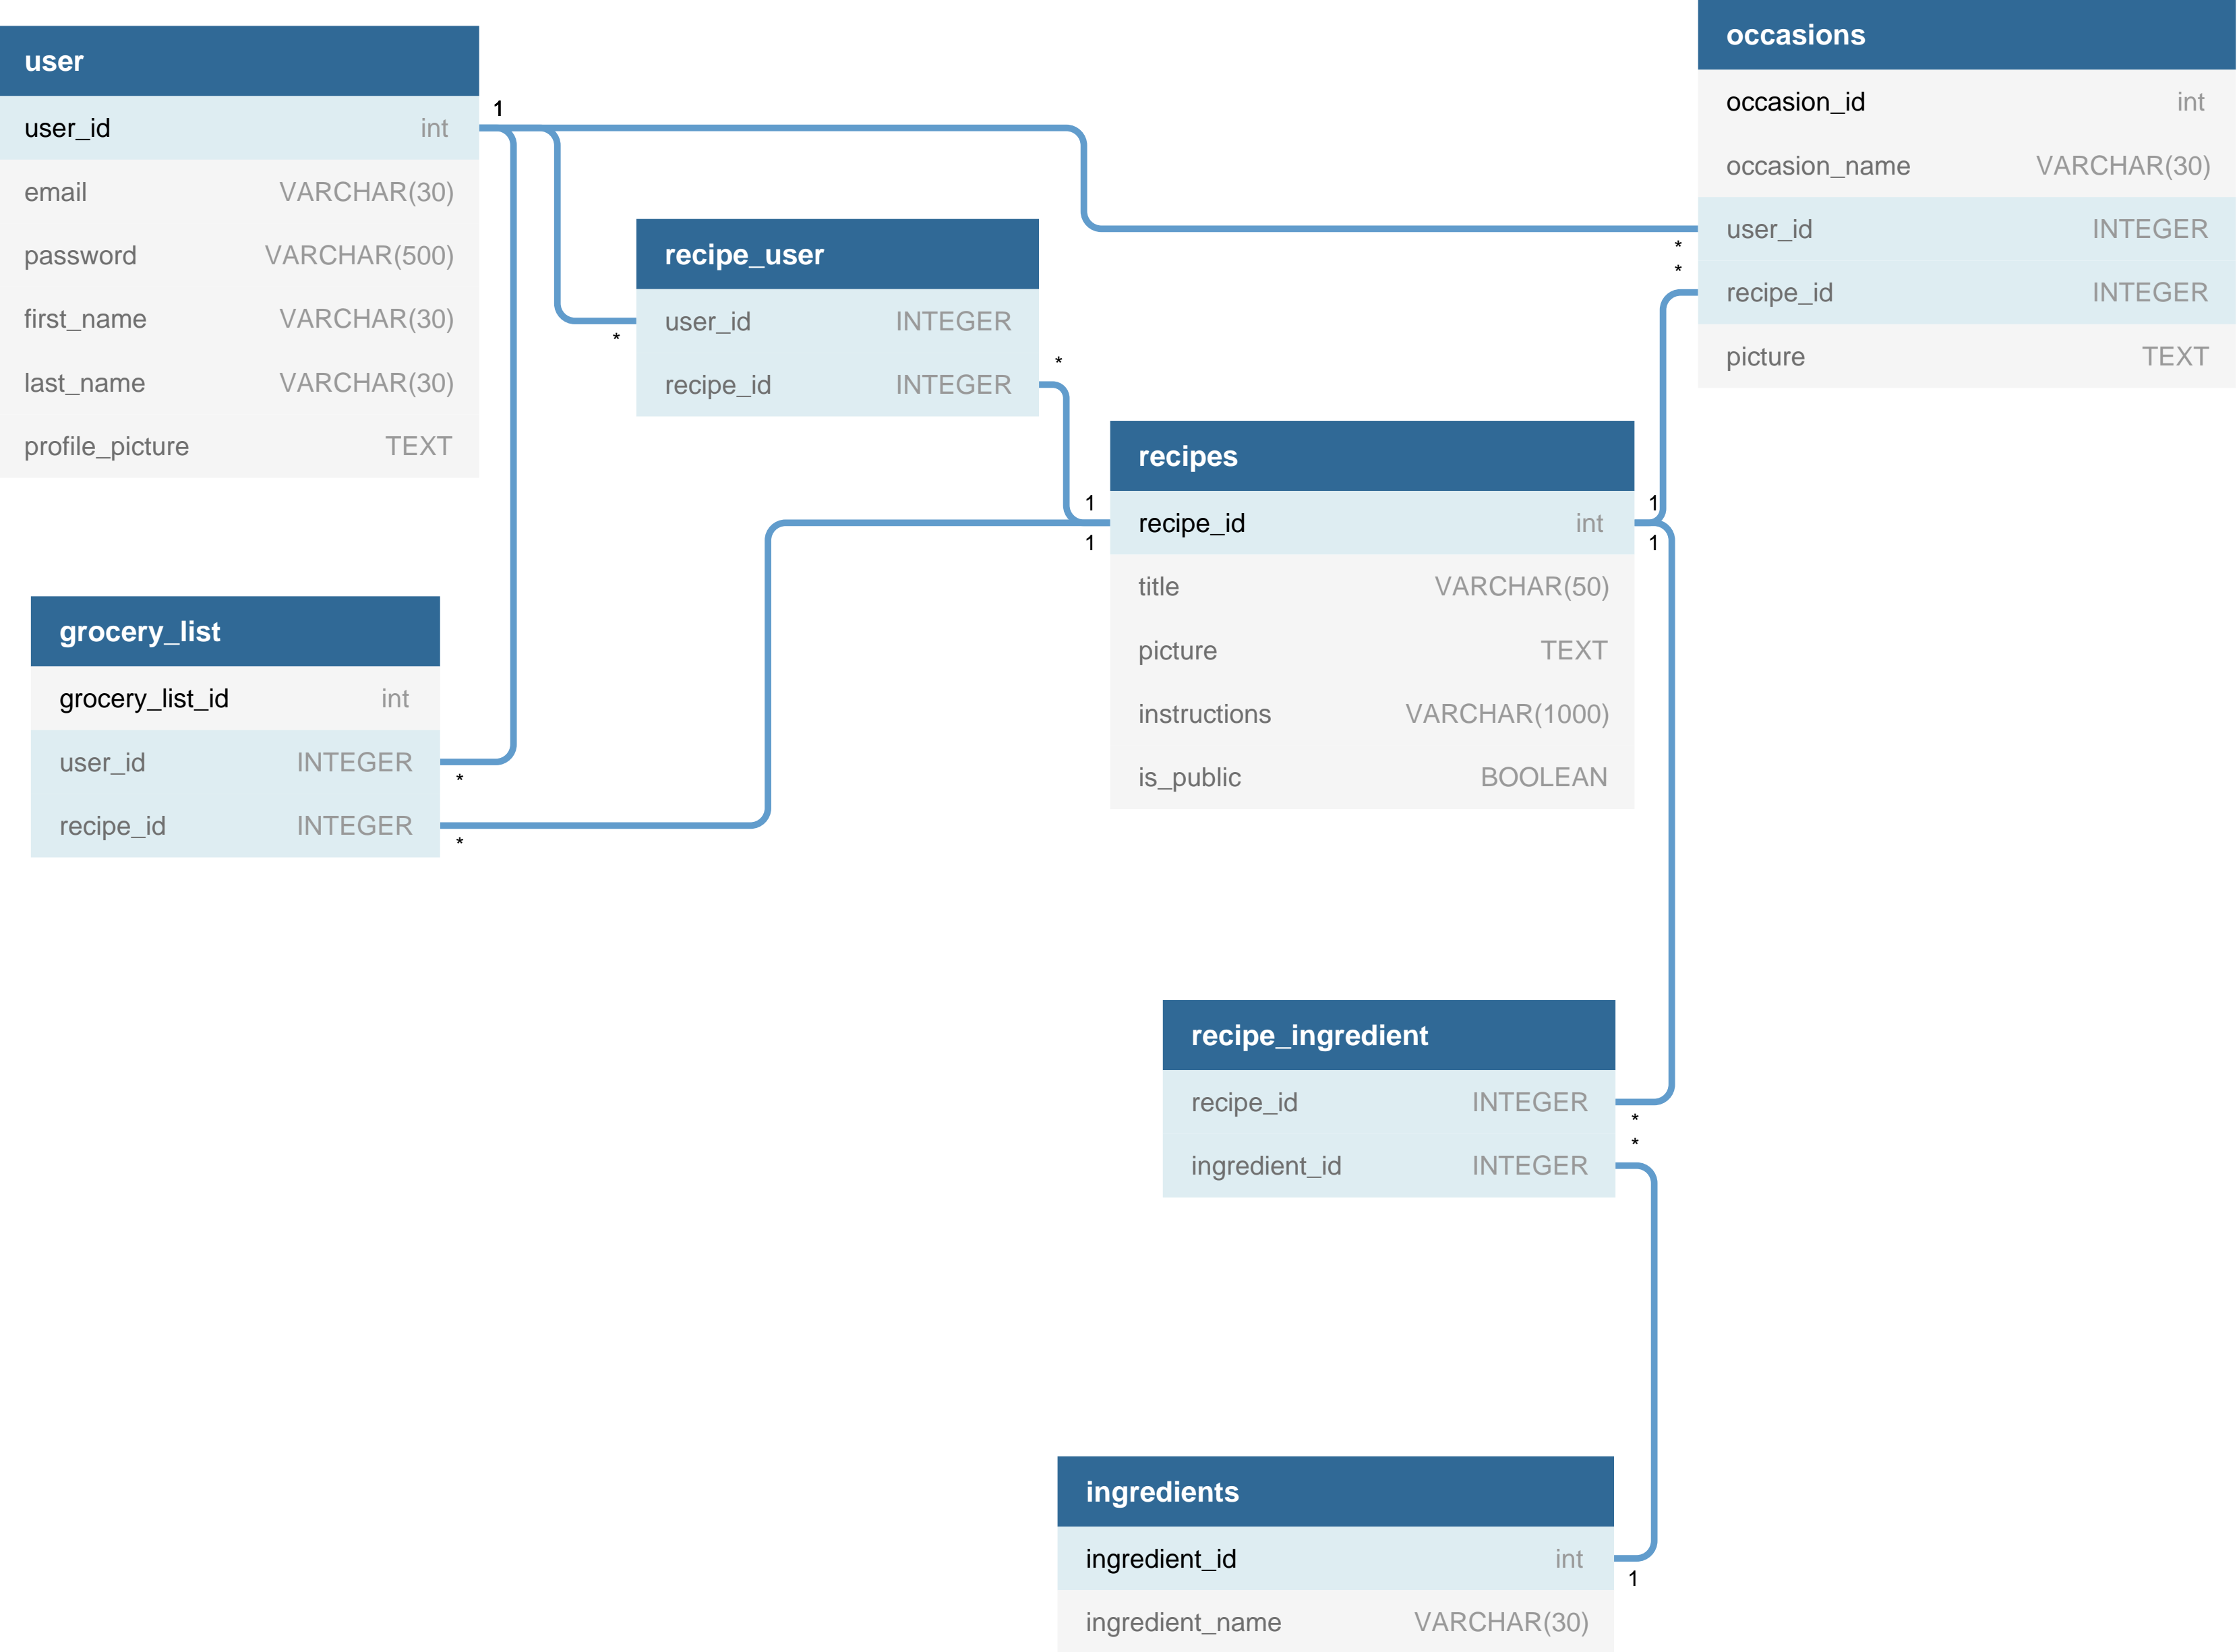 user
user_id int
email VARCHAR(30)
password VARCHAR(500)
first_name VARCHAR(30)
last_name VARCHAR(30)
profile_picture TEXT
1
recipe_user
user_id INTEGER
recipe_id INTEGER
*
*
occasions
occasion_id int
occasion_name VARCHAR(30)
user_id INTEGER
recipe_id INTEGER
picture TEXT
*
*
recipes
recipe_id int
title VARCHAR(50)
picture TEXT
instructions VARCHAR(1000)
is_public BOOLEAN
1
1
1
1
grocery_list
grocery_list_id int
user_id INTEGER
recipe_id INTEGER
*
*
recipe_ingredient
recipe_id INTEGER
ingredient_id INTEGER
*
*
ingredients
ingredient_id int
ingredient_name VARCHAR(30)
1